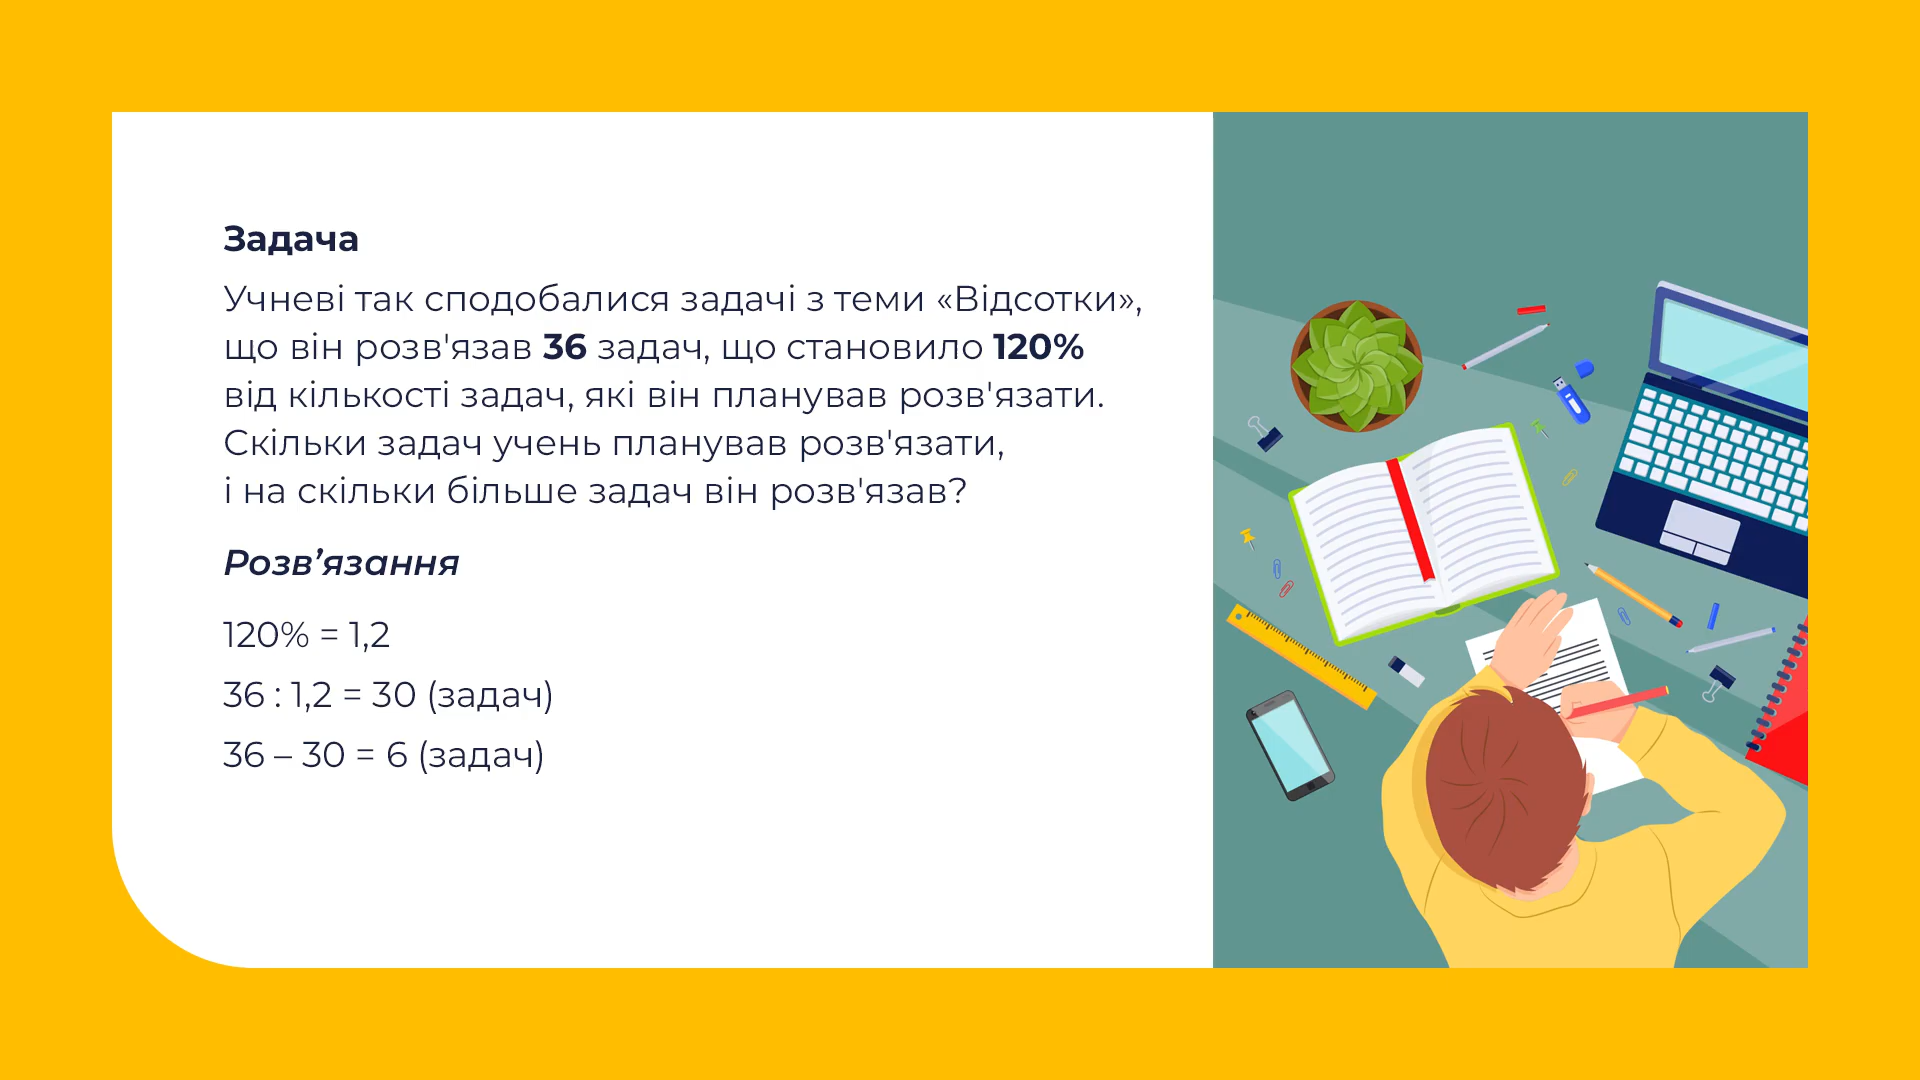 Задача
Учневі так сподобалися задачі з теми «Відсотки»,
що він розв'язав 36 задач, що становило 120%
від кількості задач, які він планував розв'язати.
Скільки задач учень планував розв'язати,
і на скільки більше задач він розв'язав?
Розв’язання
120% = 1,2
36 : 1,2 = 30 (задач)
36 – 30 = 6 (задач)